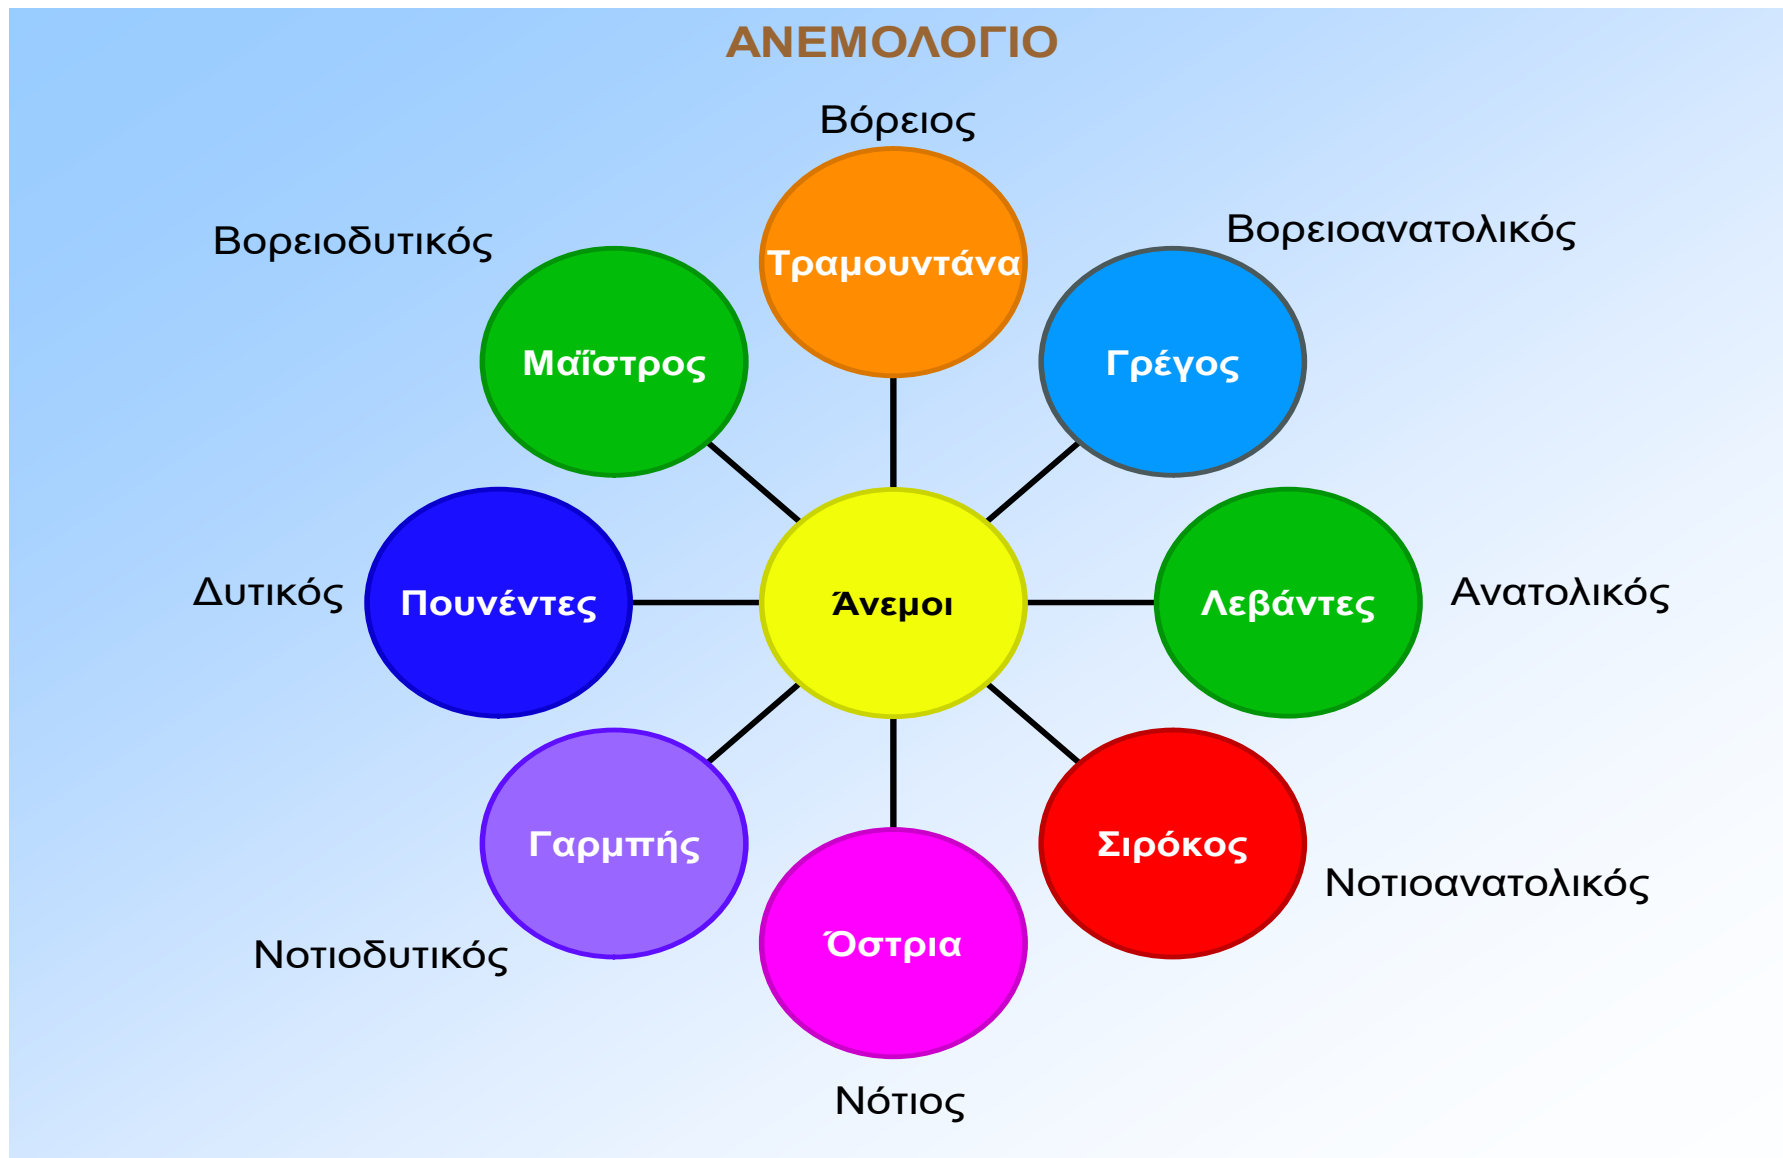 ΑΝΕΜΟΛΟΓΙΟ
Βόρειος
Βορειοδυτικός
Βορειοανατολικός
Τραμουντάνα
Μαΐστρος
Γρέγος
Δυτικός
Πουνέντες
Άνεμοι
Λεβάντες
Ανατολικός
Γαρμπής
Σιρόκος
Νοτιοδυτικός
Όστρια
Νοτιοανατολικός
Νότιος